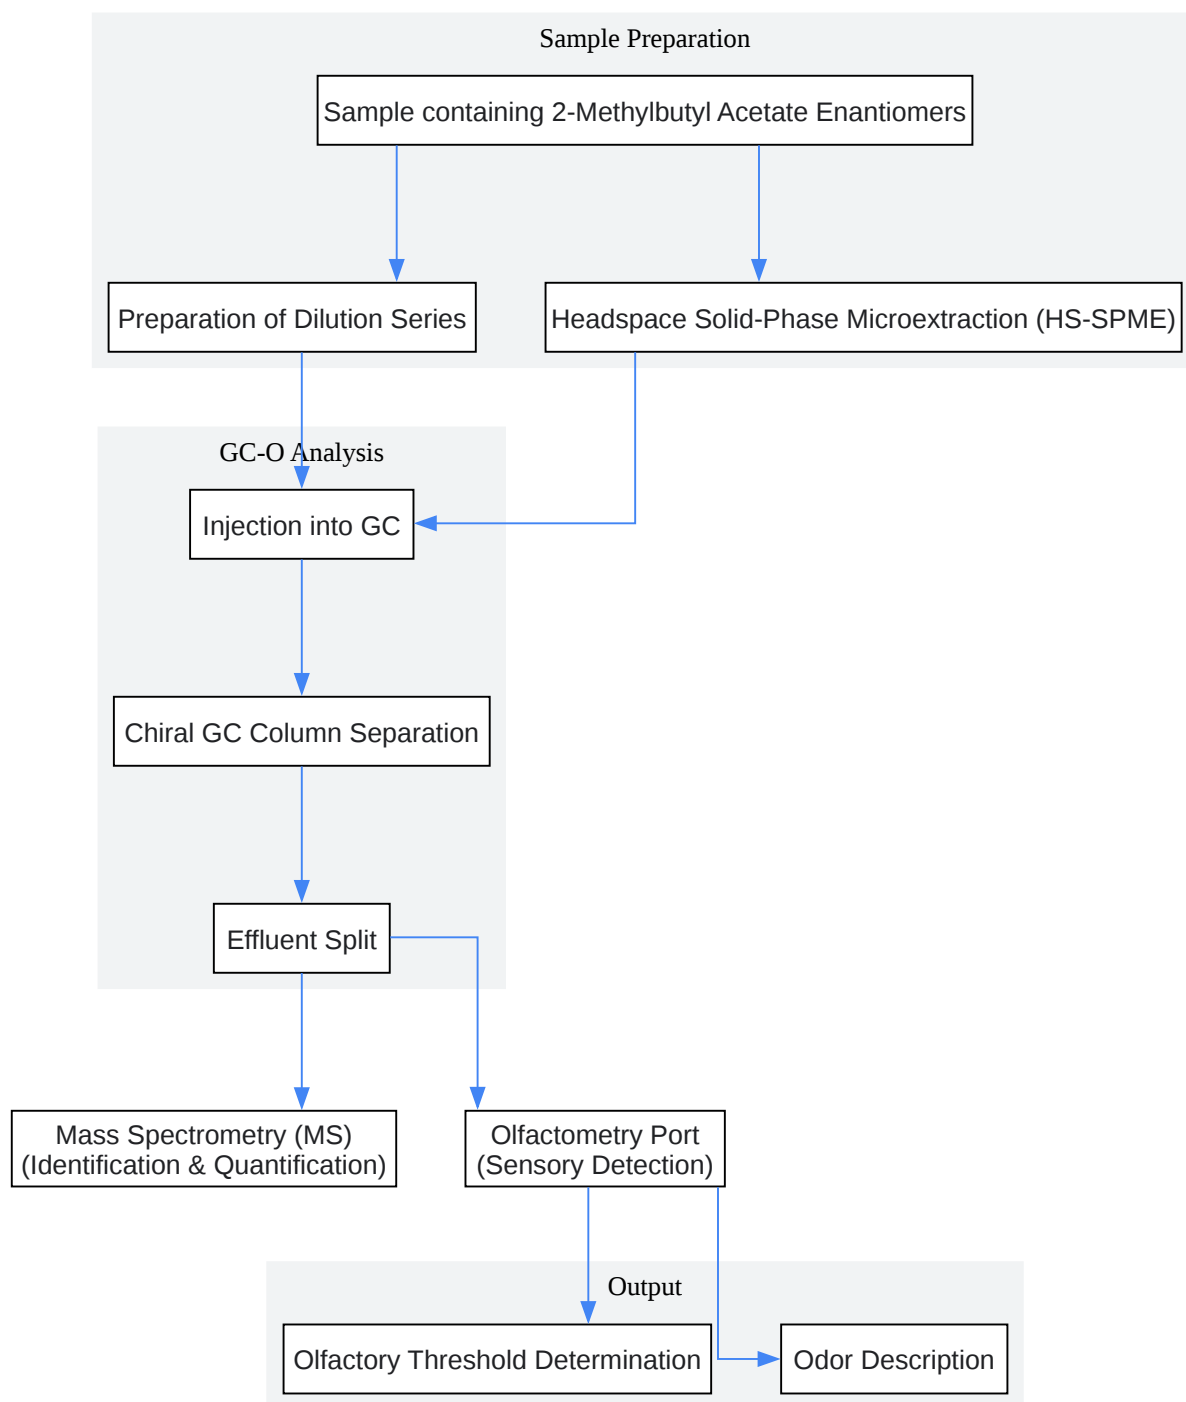 Sample Preparation
Sample containing 2-Methylbutyl Acetate Enantiomers
Preparation of Dilution Series
Headspace Solid-Phase Microextraction (HS-SPME)
GC-O Analysis
Injection into GC
Chiral GC Column Separation
Effluent Split
Mass Spectrometry (MS)
(Identification & Quantification)
Olfactometry Port
(Sensory Detection)
Output
Olfactory Threshold Determination
Odor Description